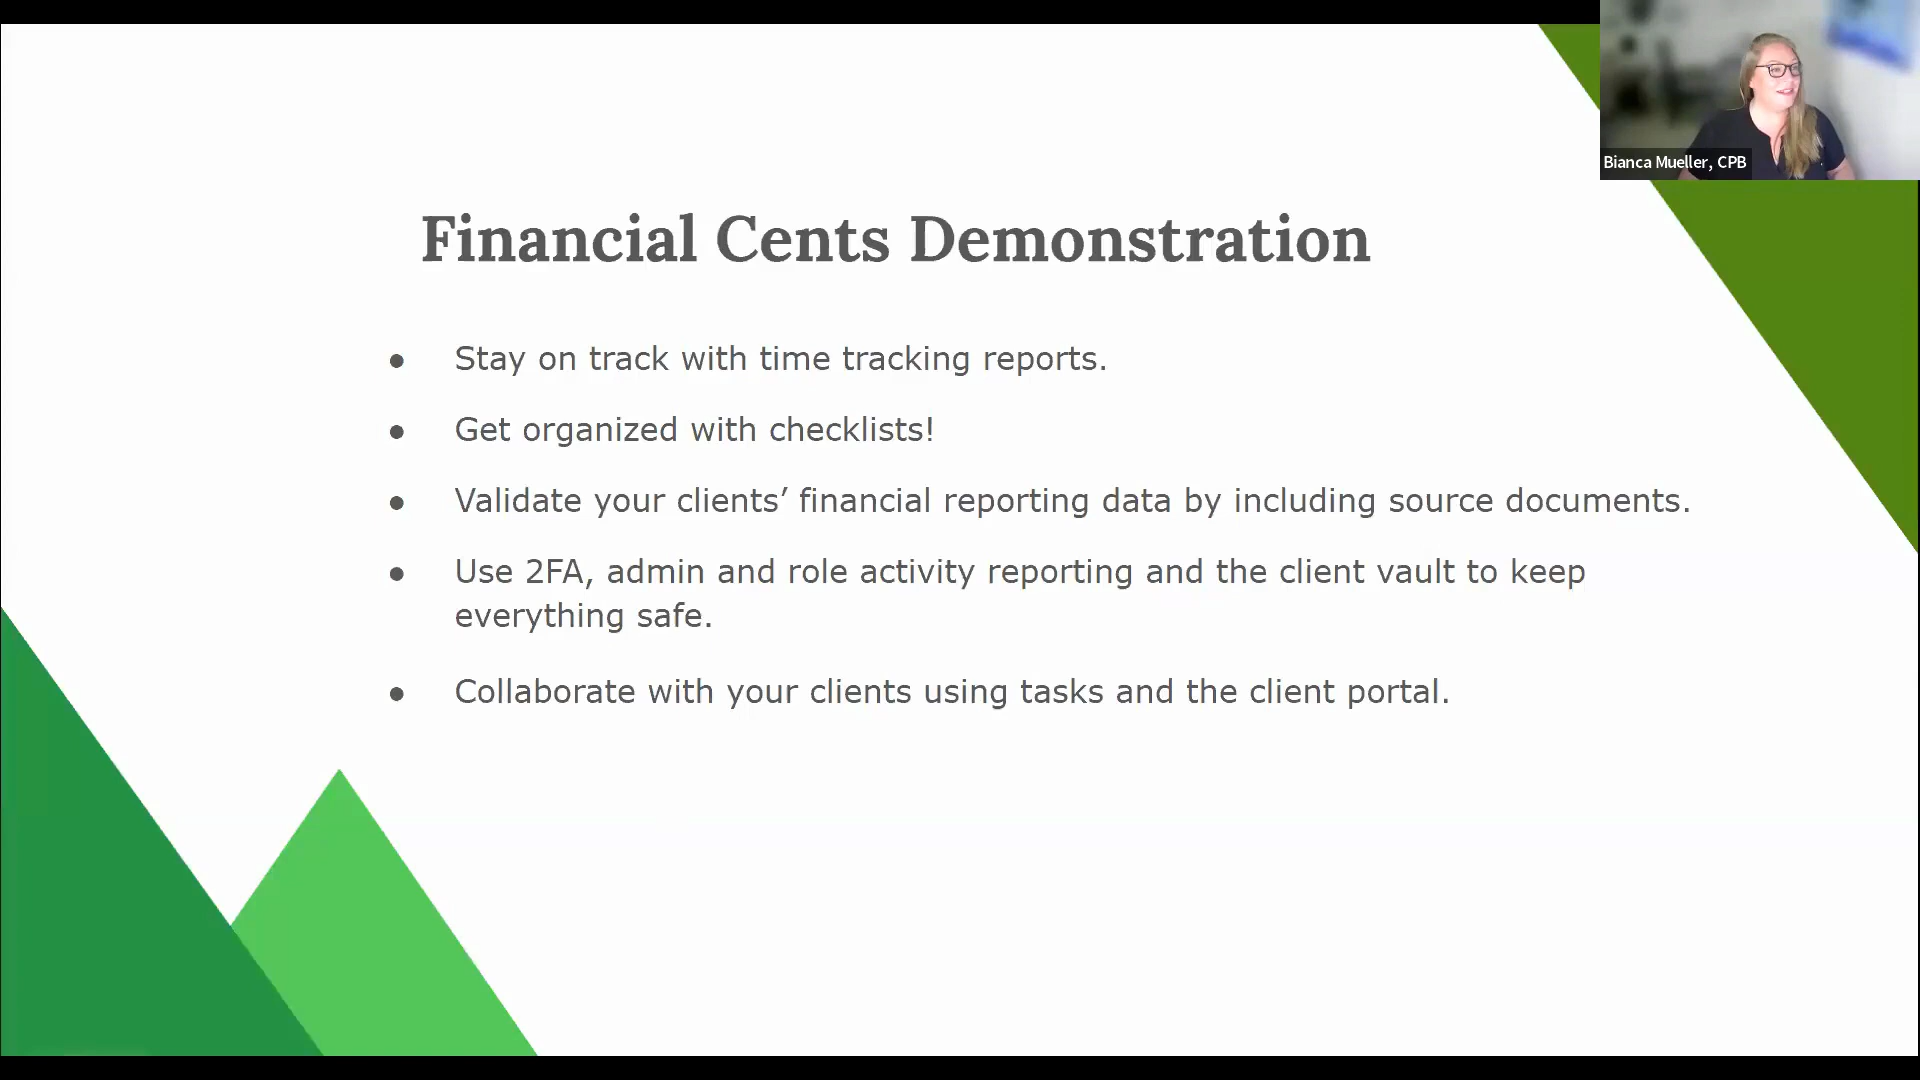 Bianca Mueller, CPB
Financial Cents Demonstration
● Stay on track with time tracking reports.
● Get organized with checklists!
● Validate your clients’ financial reporting data by including source documents.
● Use 2FA, admin and role activity reporting and the client vault to keep
everything safe.
● Collaborate with your clients using tasks and the client portal.